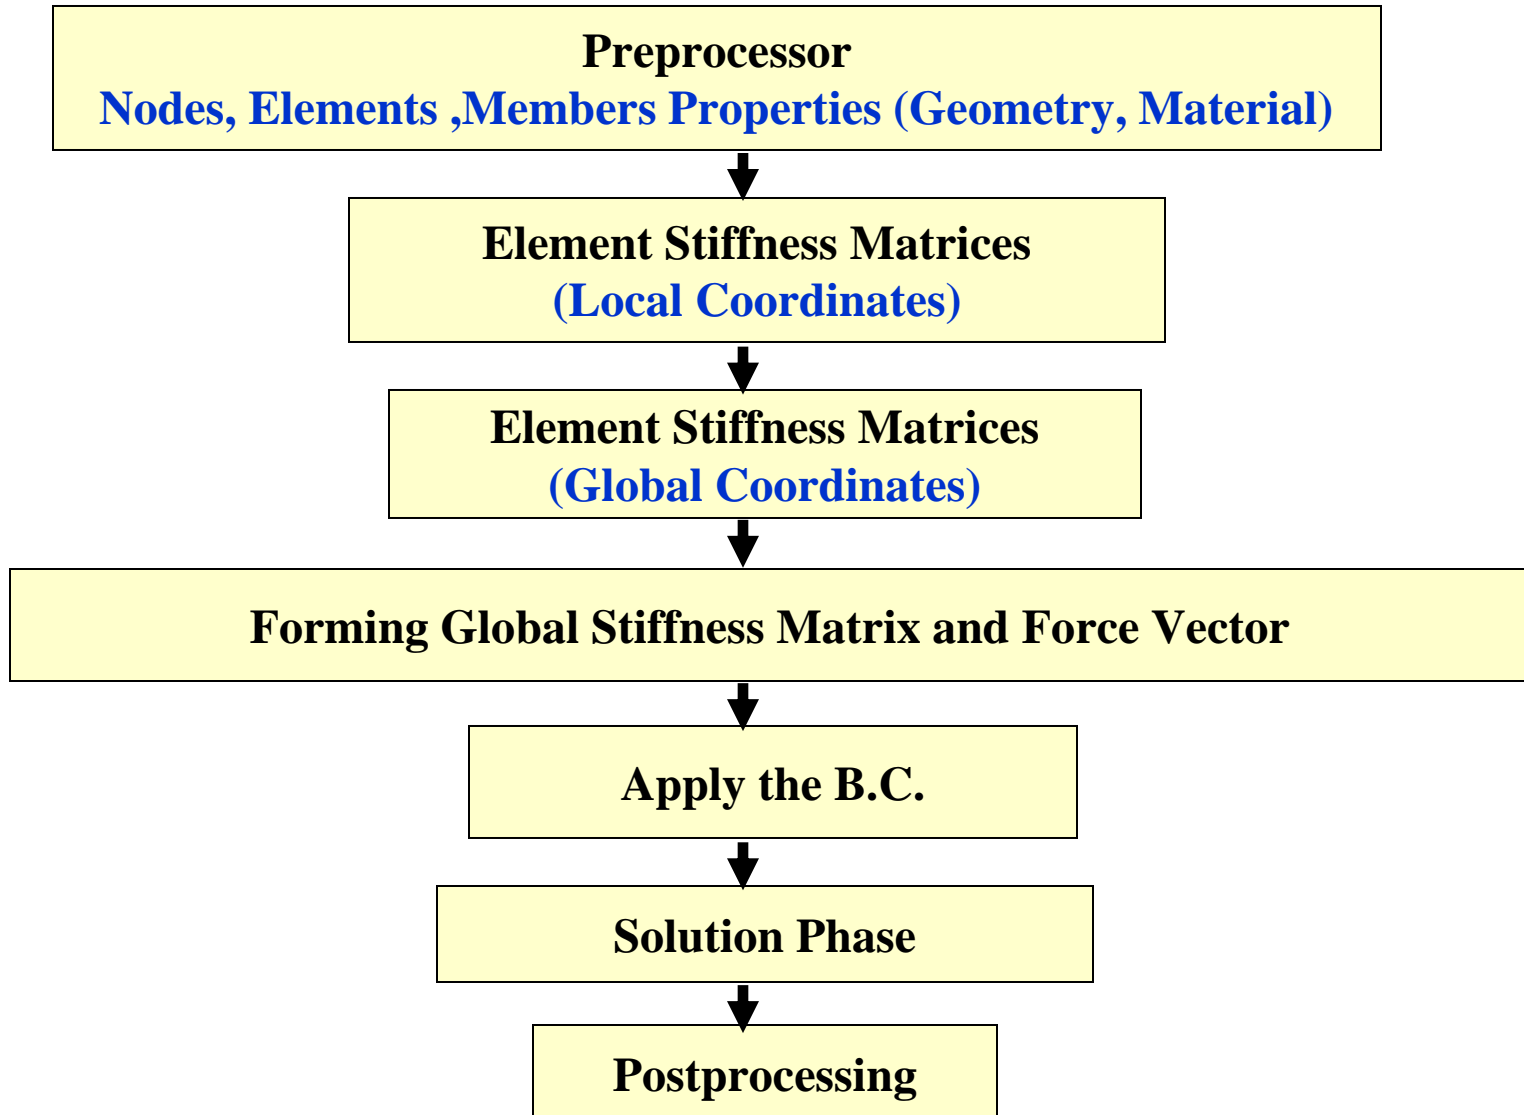 Preprocessor
Nodes, Elements ,Members Properties (Geometry, Material)
Element Stiffness Matrices
(Local Coordinates)
Element Stiffness Matrices
(Global Coordinates)
Forming Global Stiffness Matrix and Force Vector
Apply the B.C.
Solution Phase
Postprocessing